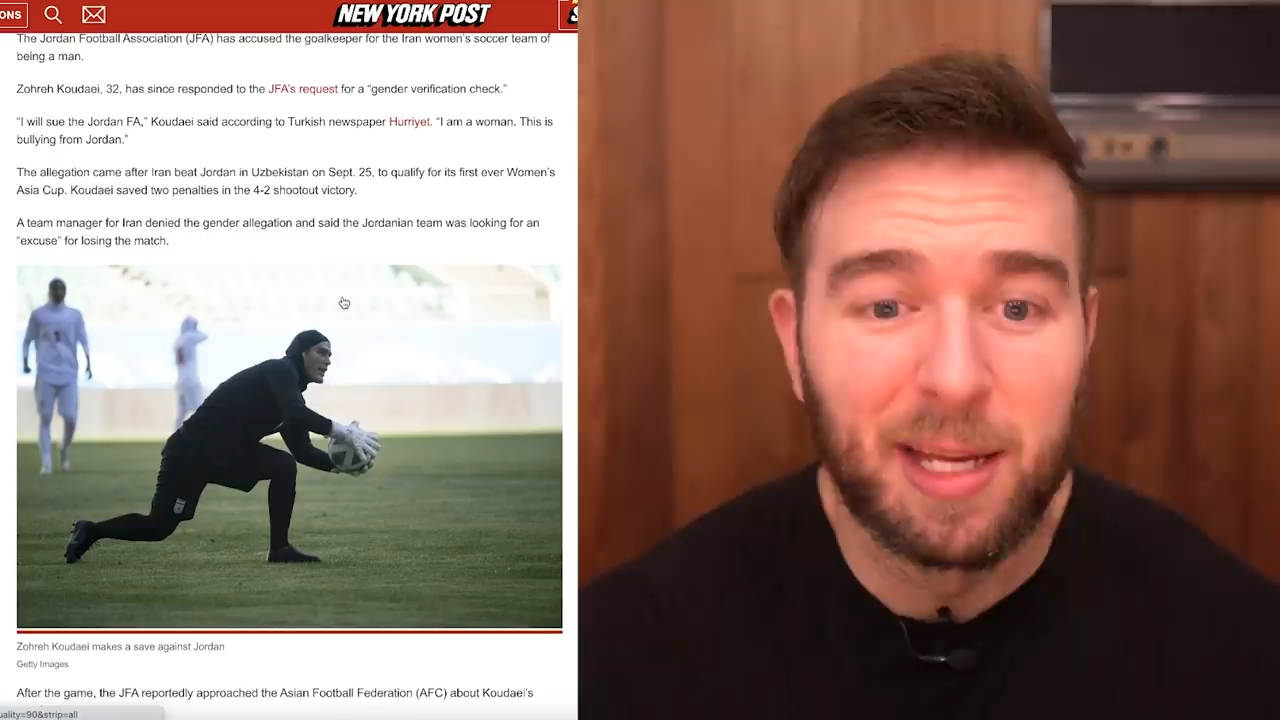 ONS
NEW YORK POST
The Jordan Football Association (JFA) has accused the goalkeeper for the Iran women's soccer team of
being a man.
Zohreh Koudaei, 32, has since responded to the JFA's request for a “gender verification check.”
“I will sue the Jordan FA,” Koudaei said according to Turkish newspaper Hurriyet. “I am a woman. This is
bullying from Jordan.”
The allegation came after Iran beat Jordan in Uzbekistan on Sept. 25, to qualify for its first ever Women's
Asia Cup. Koudaei saved two penalties in the 4-2 shootout victory.
A team manager for Iran denied the gender allegation and said the Jordanian team was looking for an
“excuse” for losing the match.
Zohreh Koudaei makes a save against Jordan
Getty Images
After the game, the JFA reportedly approached the Asian Football Federation (AFC) about Koudaei's
uality=90&strip=all